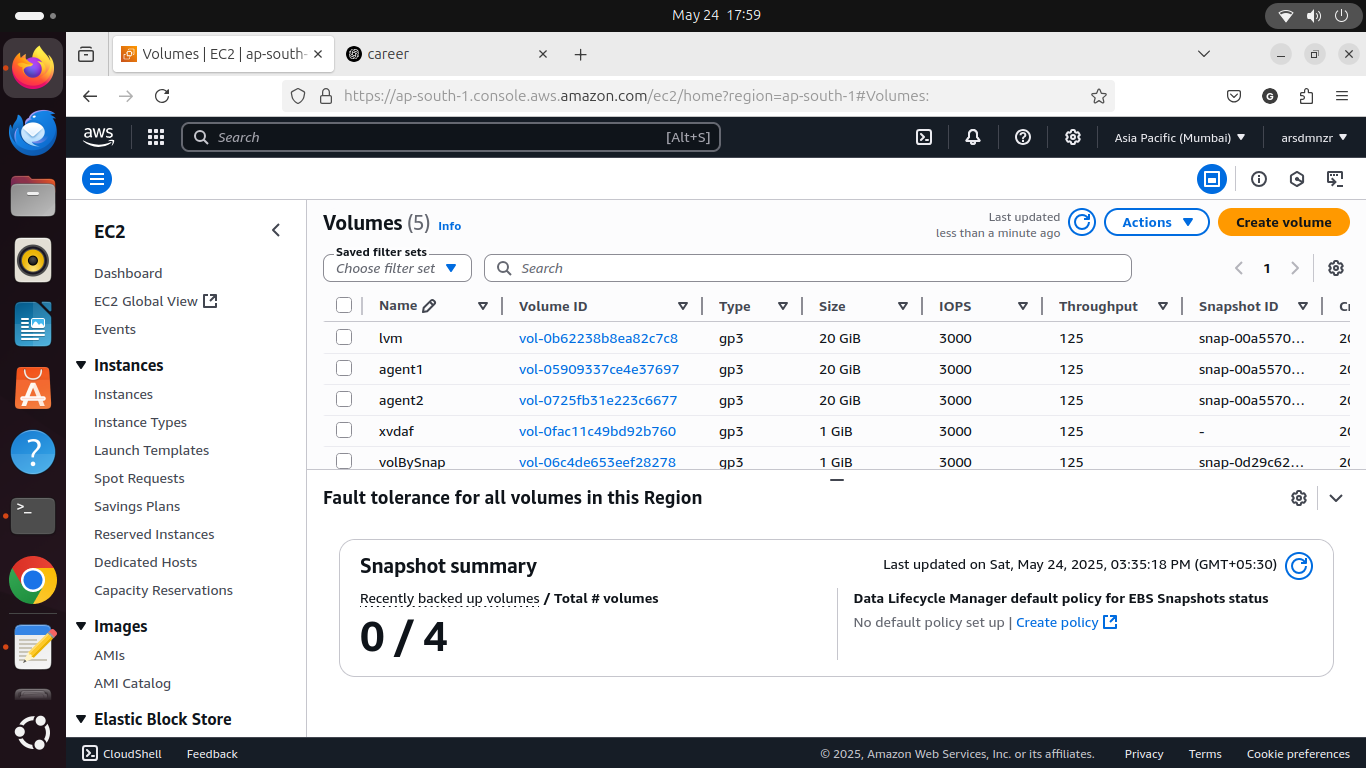 May 24 17:59
Volumes | EC2 | ap-south-
career
https://ap-south-1.console.aws.amazon.com/ec2/home?region=ap-south-1#Volumes:
aws
Search [Alt+S]
Asia Pacific (Mumbai)
arsdmnzr
EC2
Dashboard
EC2 Global View
Events
Instances
Instances
Instance Types
Launch Templates
Spot Requests
Savings Plans
Reserved Instances
Dedicated Hosts
Capacity Reservations
Images
AMIs
AMI Catalog
Elastic Block Store
Volumes (5) Info
Last updated
less than a minute ago
Actions
Create volume
Saved filter sets
Choose filter set
Search
1
Name Volume ID Type Size IOPS Throughput Snapshot ID
lvm vol-0b62238b8ea82c7c8 gp3 20 GiB 3000 125 snap-00a5570...
agent1 vol-05909337ce4e37697 gp3 20 GiB 3000 125 snap-00a5570...
agent2 vol-0725fb31e223c6677 gp3 20 GiB 3000 125 snap-00a5570...
xvdaf vol-0fac11c49bd92b760 gp3 1 GiB 3000 125 -
volBySnap vol-06c4de653eef28278 gp3 1 GiB 3000 125 snap-0d29c62...
Fault tolerance for all volumes in this Region
Snapshot summary
Last updated on Sat, May 24, 2025, 03:35:18 PM (GMT+05:30)
Recently backed up volumes / Total # volumes
0 / 4
Data Lifecycle Manager default policy for EBS Snapshots status
No default policy set up | Create policy
CloudShell
Feedback
© 2025, Amazon Web Services, Inc. or its affiliates.
Privacy
Terms
Cookie preferences